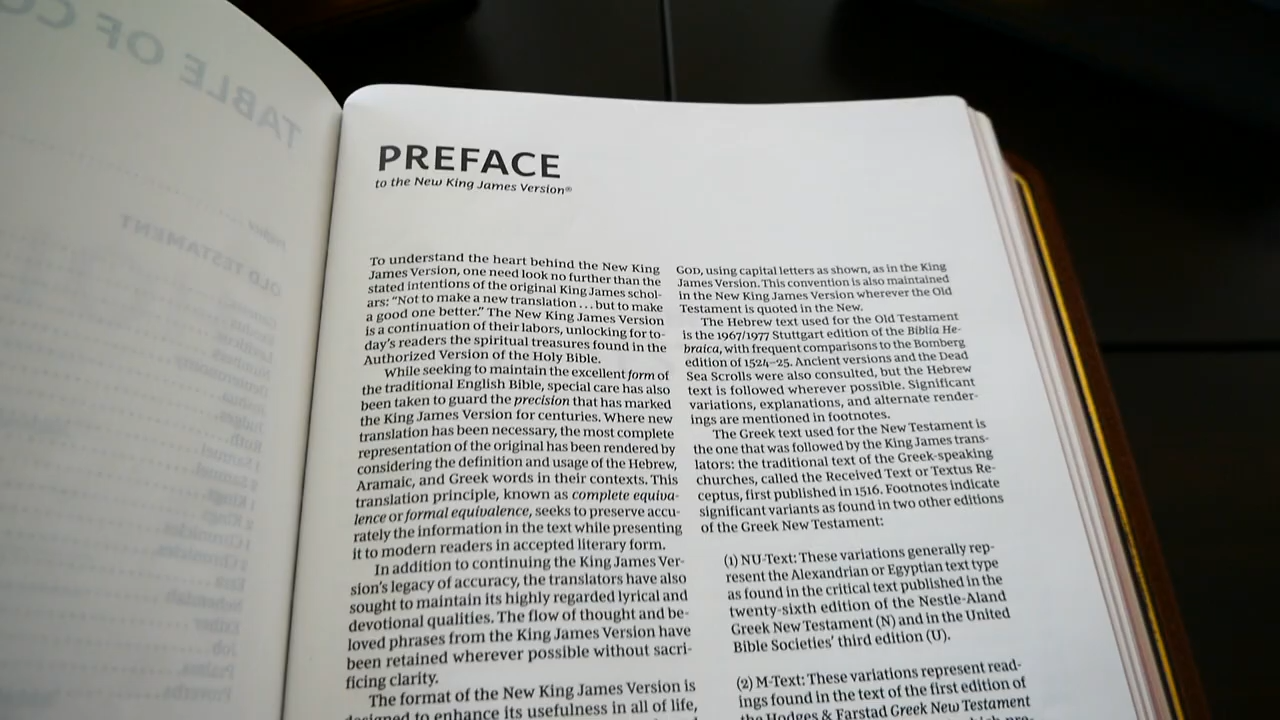 TABLE OF CO
OLD TESTAMENT
Ruth
1 Samuel
2 Samuel
1 Kings
2 Kings
1 Chronicles
2 Chronicles
Ezra
Nehemiah
Esther
Job
Psalms
Proverbs
PREFACE
to the New King James Version®
To understand the heart behind the New King
James Version, one need look no further than the
stated intentions of the original King James schol-
ars: “Not to make a new translation . . . but to make
a good one better.” The New King James Version
is a continuation of their labors, unlocking for to-
day’s readers the spiritual treasures found in the
Authorized Version of the Holy Bible.
While seeking to maintain the excellent form of
the traditional English Bible, special care has also
been taken to guard the precision that has marked
the King James Version for centuries. Where new
translation has been necessary, the most complete
representation of the original has been rendered by
considering the definition and usage of the Hebrew,
Aramaic, and Greek words in their contexts. This
translation principle, known as complete equiva-
lence or formal equivalence, seeks to preserve accu-
rately the information in the text while presenting
it to modern readers in accepted literary form.
In addition to continuing the King James Ver-
sion’s legacy of accuracy, the translators have also
sought to maintain its highly regarded lyrical and
devotional qualities. The flow of thought and be-
loved phrases from the King James Version have
been retained wherever possible without sacri-
ficing clarity.
The format of the New King James Version is
designed to enhance its usefulness in all of life,
GOD, using capital letters as shown, as in the King
James Version. This convention is also maintained
in the New King James Version wherever the Old
Testament is quoted in the New.
The Hebrew text used for the Old Testament
is the 1967/1977 Stuttgart edition of the Biblia He-
braica, with frequent comparisons to the Bomberg
edition of 1524–25. Ancient versions and the Dead
Sea Scrolls were also consulted, but the Hebrew
text is followed wherever possible. Significant
variations, explanations, and alternate render-
ings are mentioned in footnotes.
The Greek text used for the New Testament is
the one that was followed by the King James trans-
lators: the traditional text of the Greek-speaking
churches, called the Received Text or Textus Re-
ceptus, first published in 1516. Footnotes indicate
significant variants as found in two other editions
of the Greek New Testament:
(1) NU-Text: These variations generally rep-
resent the Alexandrian or Egyptian text type
as found in the critical text published in the
twenty-sixth edition of the Nestle-Aland
Greek New Testament (N) and in the United
Bible Societies’ third edition (U).
(2) M-Text: These variations represent read-
ings found in the text of the first edition of
the Hodges & Farstad Greek New Testament